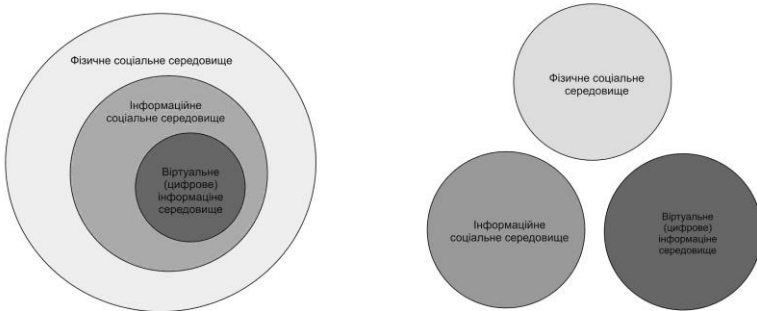 Фізичне соціальне середовище
Інформаційне
соціальне середовище
Віртуальне
(цифрове)
інформаціне
середовище
Фізичне соціальне
середовище
Інформаційне
соціальне середовище
Віртуальне
(цифрове)
інформаціне
середовище